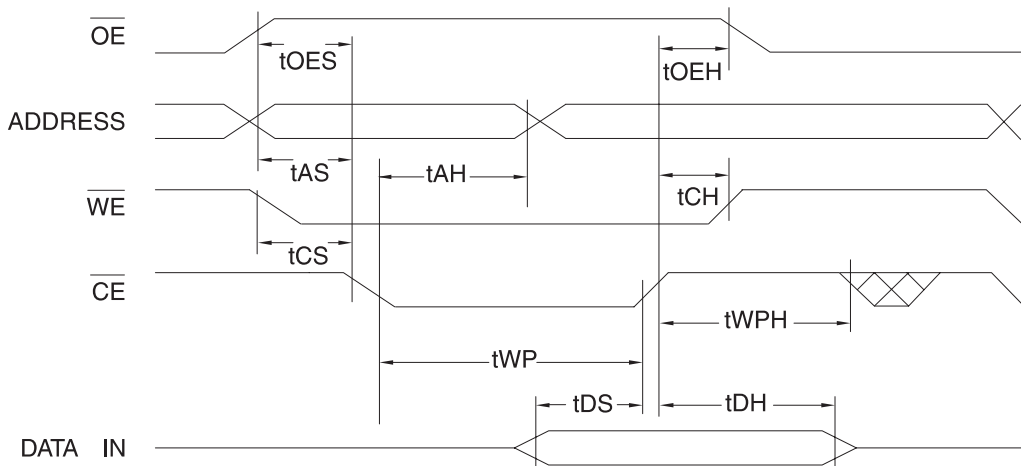 OE
tOES
tOEH
ADDRESS
tAS
tAH
WE
tCH
tCS
CE
tWPH
tWP
tDS
tDH
DATA IN